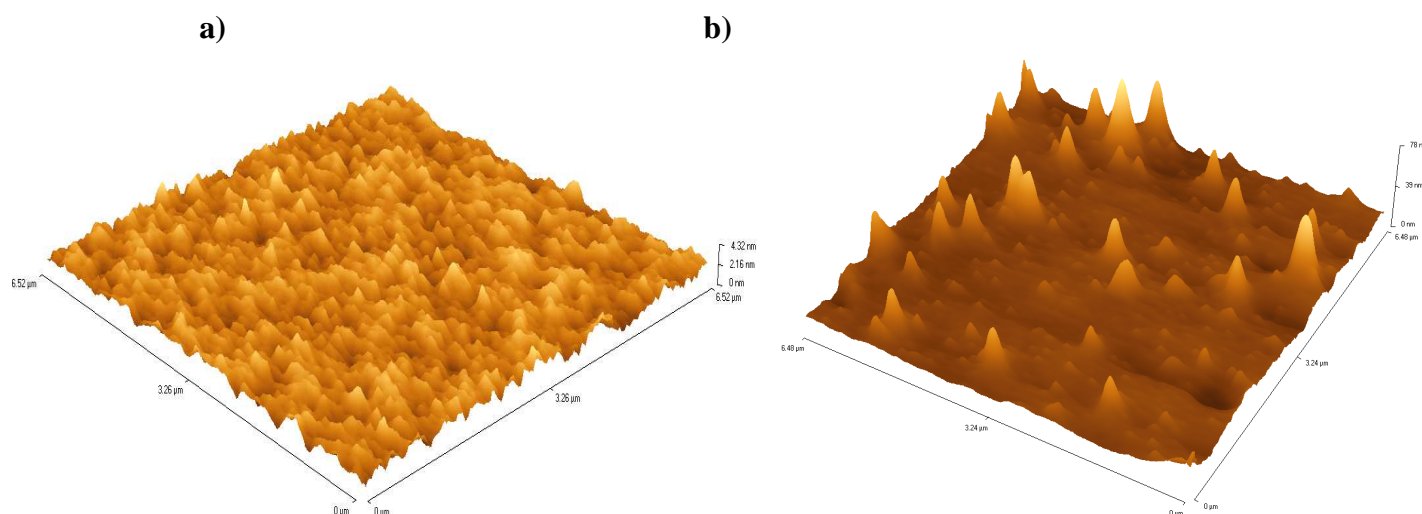 a)
b)
4.32 nm
2.16 nm
0 nm
6.52 µm
6.52 µm
3.26 µm
3.26 µm
0 µm
0 µm
78 n
39 nm
0 nm
6.48 µm
6.48 µm
3.24 µm
3.24 µm
0 µm
0 µm